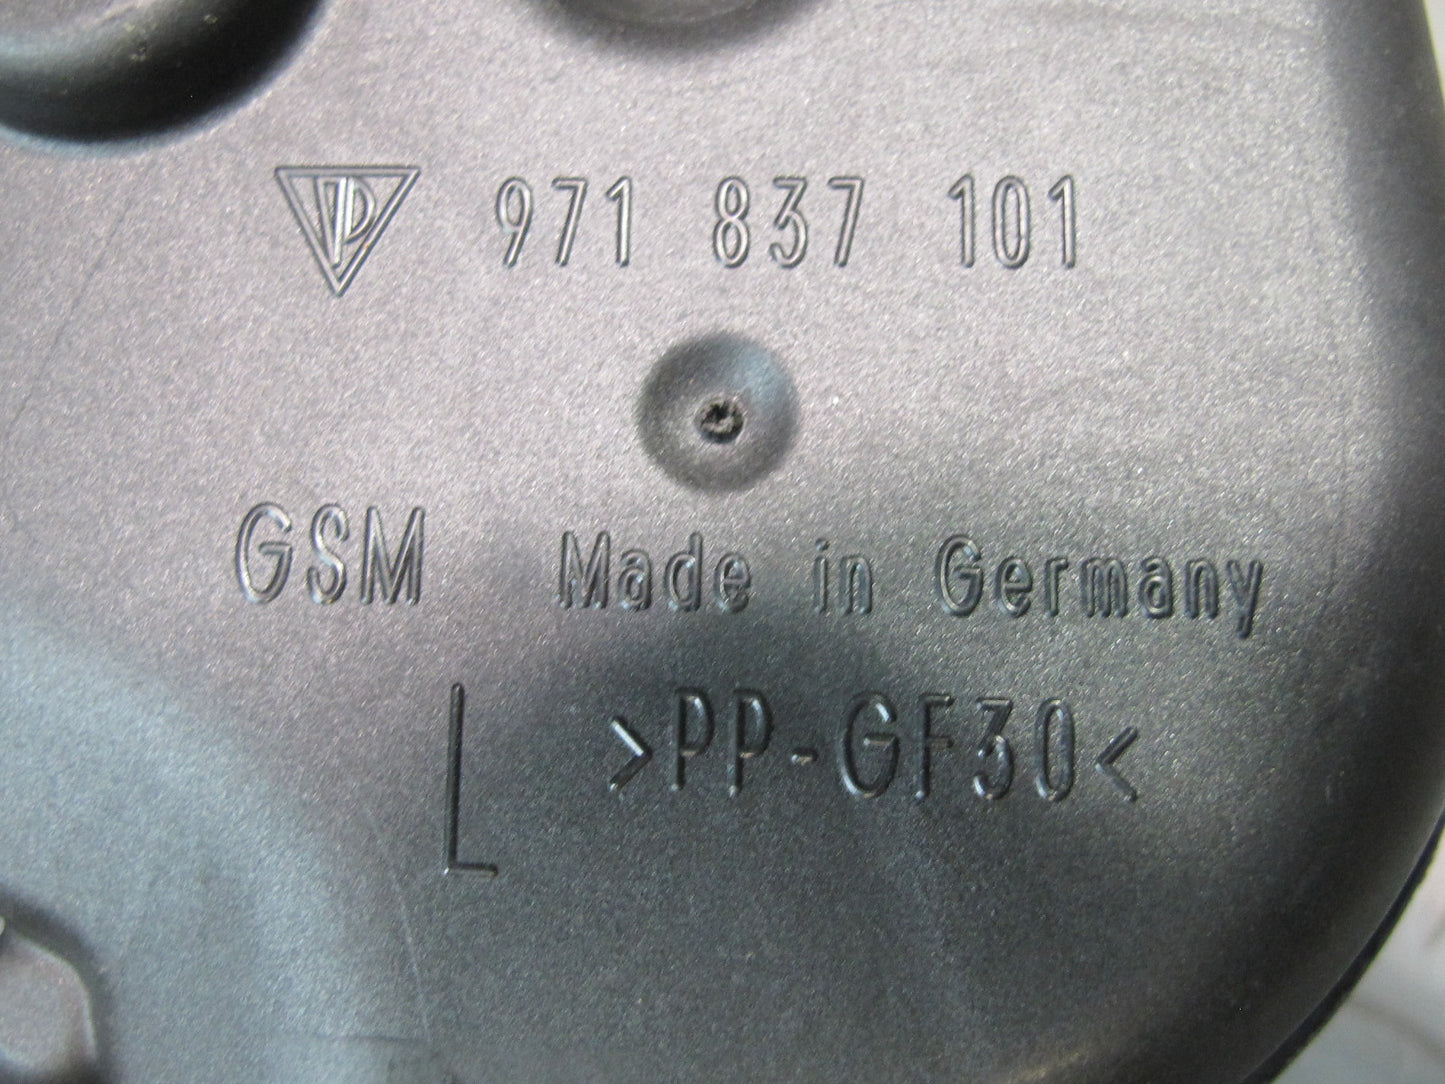 P 971 837 101
GSM Made in Germany
L >PP-GF30<